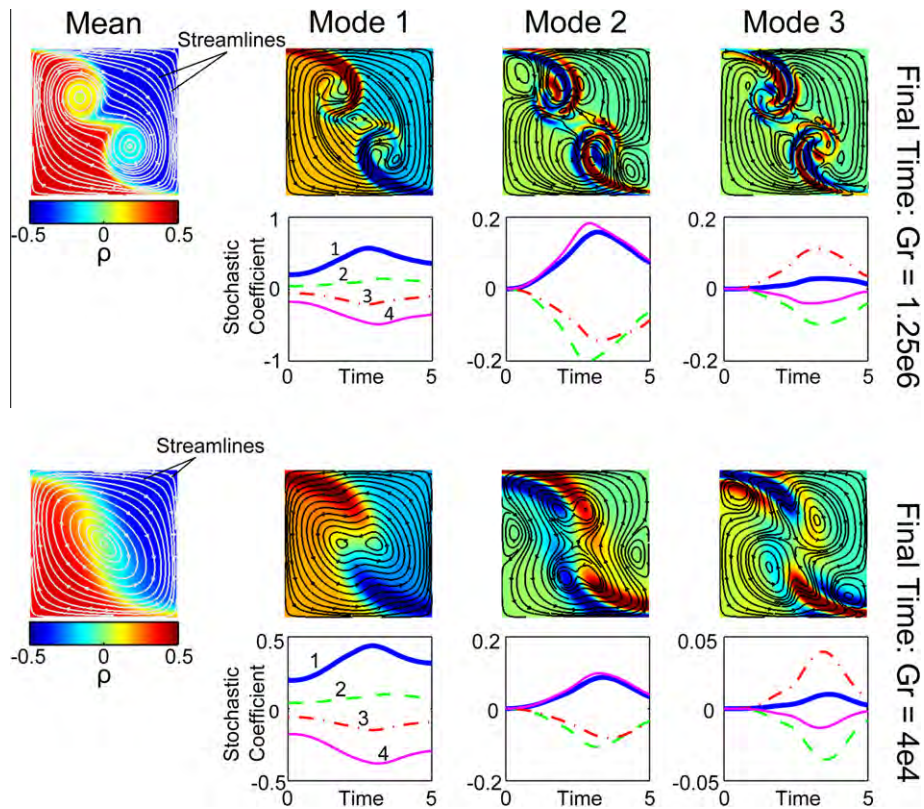 Mean Mode 1 Mode 2 Mode 3
Streamlines
Final Time: Gr = 1.25e6
-0.5 0 0.5
ρ
Stochastic
Coefficient
1
0
-1
1
2
3
4
0 Time 5
0.2
0
-0.2
0 Time 5
0.2
0
-0.2
0 Time 5
Streamlines
Final Time: Gr = 4e4
-0.5 0 0.5
ρ
Stochastic
Coefficient
0.5
0
-0.5
1
2
3
4
0 Time 5
0.2
0
-0.2
0 Time 5
0.05
0
-0.05
0 Time 5